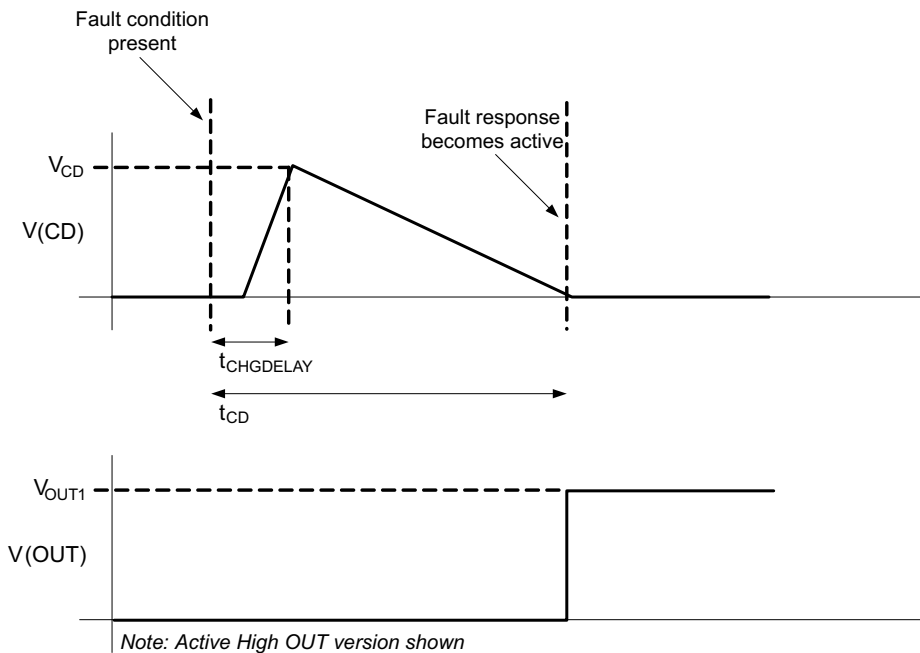 Fault condition
present
Fault response
becomes active
VCD
V(CD)
tCHGDELAY
tCD
VOUT1
V(OUT)
Note: Active High OUT version shown